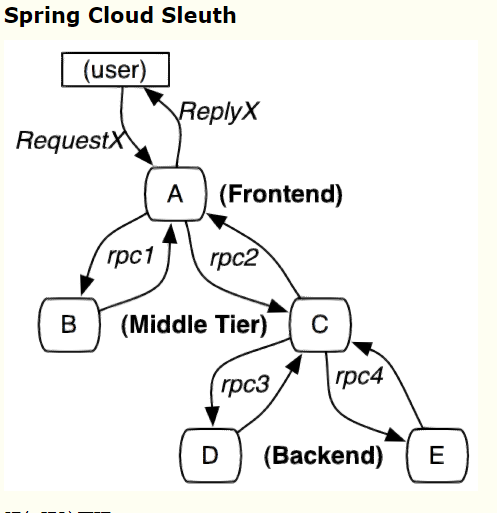 Spring Cloud Sleuth
(user)
ReplyX
RequestX
A (Frontend)
rpc1 rpc2
B (Middle Tier) C
rpc3 rpc4
D (Backend) E